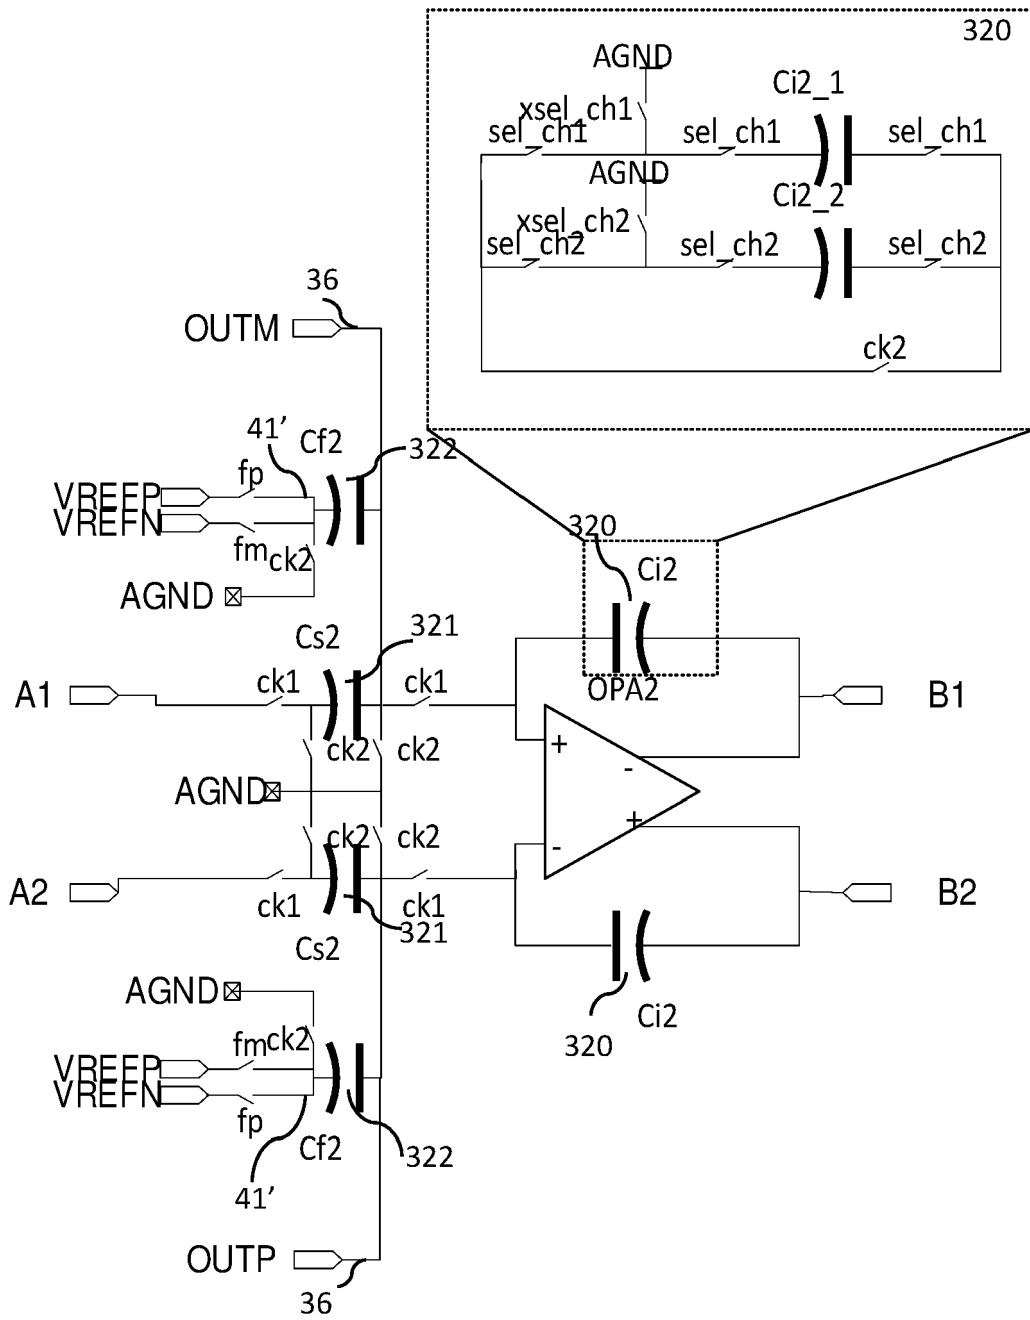 320
AGND
Ci2_1
xsel_ch1
sel_ch1 sel_ch1 sel_ch1
AGND
Ci2_2
xsel_ch2
sel_ch2 sel_ch2 sel_ch2
36
OUTM
ck2
41’ Cf2 322
fp
VREFP
VREFN
fm ck2
320
Ci2
AGND
Cs2 321
ck1 ck1
OPA2
A1 B1
ck2 ck2
+
-
AGND
+
ck2 ck2
-
A2 B2
ck1 ck1
321
Cs2
AGND
Ci2
320
fm ck2
VREFP
VREFN
fp
Cf2 322
41’
OUTP
36